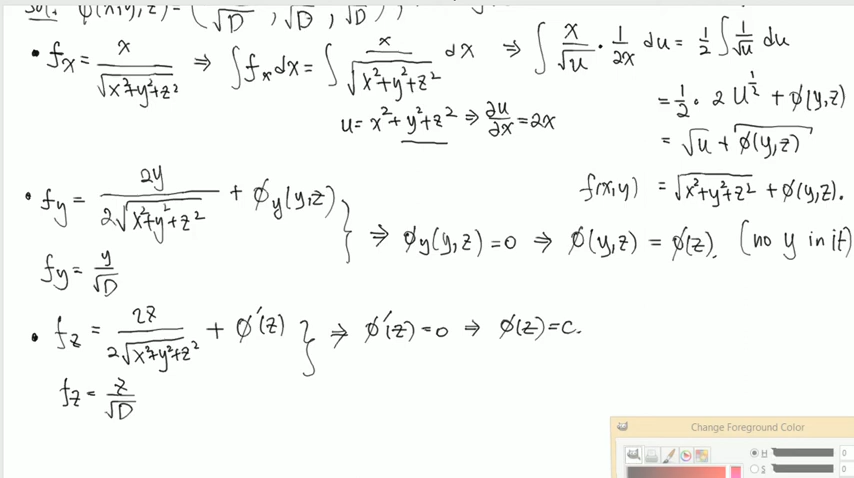 Sol: φ(x,y,z) = ( /√D , /√D , /√D ),
• fx = x/√(x²+y²+z²) ⇒ ∫fx dx = ∫ x/√(x²+y²+z²) dx ⇒ ∫ x/√u · 1/2x du = 1/2 ∫ 1/√u du
u = x²+y²+z² ⇒ ∂u/∂x = 2x
= 1/2 · 2 u^1/2 + φ(y,z)
= √u + φ(y,z)
f(x,y) = √(x²+y²+z²) + φ(y,z).
• fy = 2y/2√(x²+y²+z²) + φy(y,z) } ⇒ φy(y,z) = 0 ⇒ φ(y,z) = φ(z). (no y in it)
fy = y/√D
• fz = 2z/2√(x²+y²+z²) + φ'(z) } ⇒ φ'(z) = 0 ⇒ φ(z) = C.
fz = z/√D
Change Foreground Color
H 0
S 0